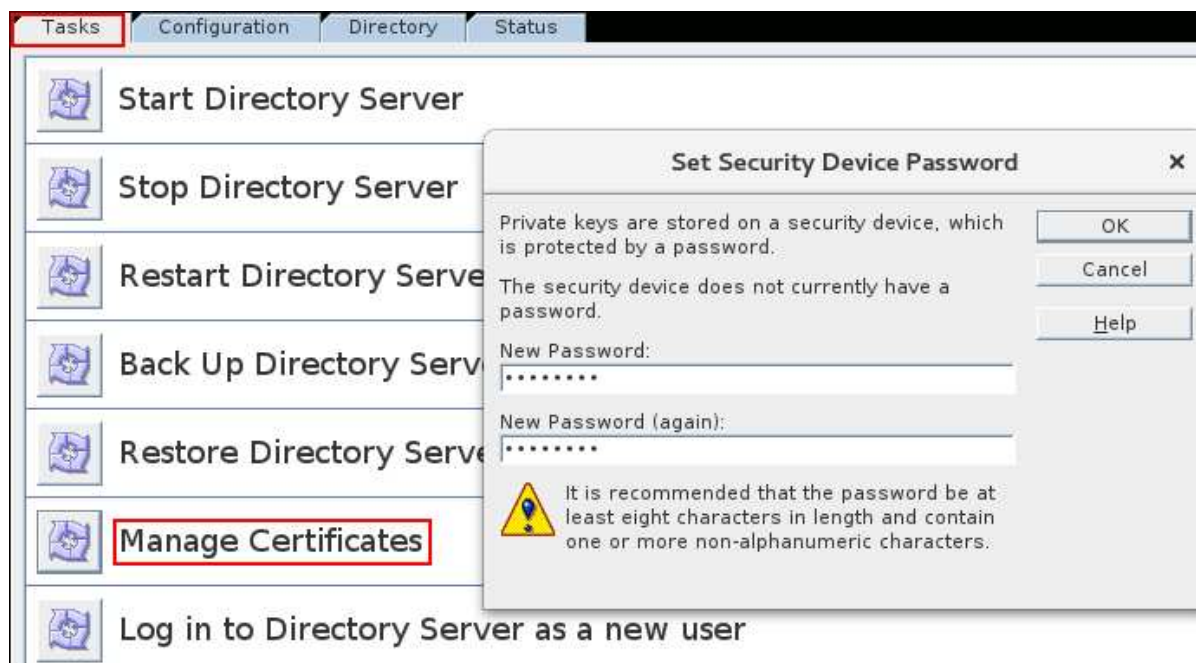 Tasks Configuration Directory Status
Start Directory Server
Stop Directory Server
Restart Directory Serve
Back Up Directory Serv
Restore Directory Serve
Manage Certificates
Log in to Directory Server as a new user
Set Security Device Password
Private keys are stored on a security device, which
is protected by a password.
The security device does not currently have a
password.
New Password:
••••••••
New Password (again):
••••••••
It is recommended that the password be at
least eight characters in length and contain
one or more non-alphanumeric characters.
OK
Cancel
Help